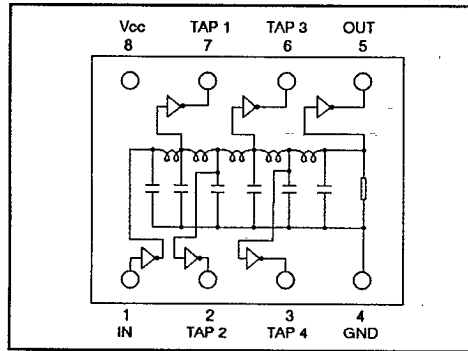 Vcc TAP 1 TAP 3 OUT
8 7 6 5
1 2 3 4
IN TAP 2 TAP 4 GND